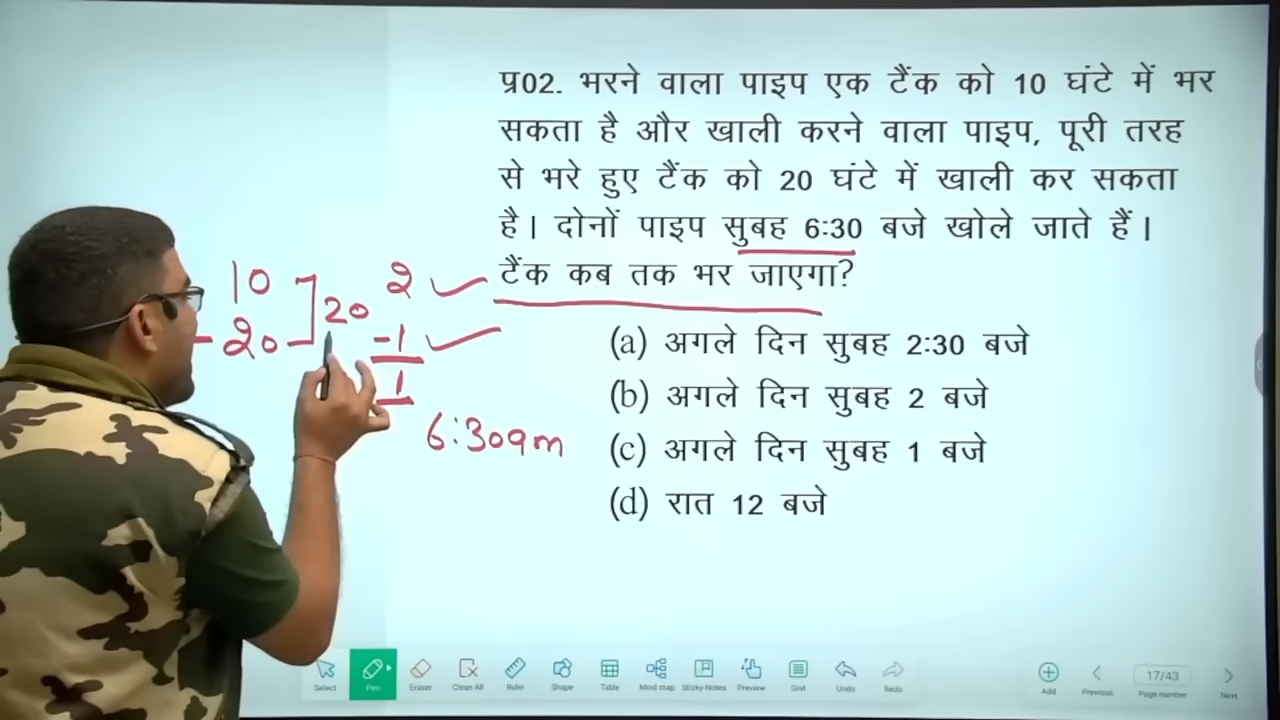 प्र02. भरने वाला पाइप एक टैंक को 10 घंटे में भर
सकता है और खाली करने वाला पाइप, पूरी तरह
से भरे हुए टैंक को 20 घंटे में खाली कर सकता
है। दोनों पाइप सुबह 6:30 बजे खोले जाते हैं।
टैंक कब तक भर जाएगा?
(a) अगले दिन सुबह 2:30 बजे
(b) अगले दिन सुबह 2 बजे
(c) अगले दिन सुबह 1 बजे
(d) रात 12 बजे
10 20 2
-20 -1
1
6:30am
Select Pen Eraser Clean All Ruler Shape Table Mind map Sticky Notes Preview Grid Undo Redo Add Previous 17/43 Page number Next